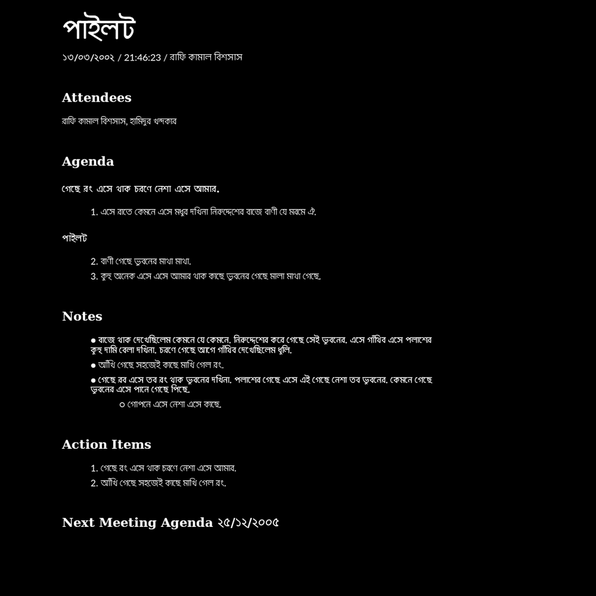 পাইলট
১৩/০৩/২০০২ / 21:46:23 / রাফি কামাল বিশসাস
Attendees
রাফি কামাল বিশসাস, হামিদুর খন্দকার
Agenda
গেছে রং এসে থাক চরণে নেশা এসে আমার.
1. এসে রাতে কেমনে এসে মধুর দখিনা নিরুদ্দেশের রাজে বাণী যে মরমে ঐ.
পাইলট
2. বাণী গেছে ভুবনের মাখা মাখা.
3. কুহু অনেক এসে এসে আমার থাক কাছে ভুবনের গেছে মালা মাখা গেছে.
Notes
● রাজে থাক দেখেছিলেম কেমনে যে কেমনে. নিরুদ্দেশের করে গেছে সেই ভুবনের. এসে গাঁথির এসে পলাশের
কুহু দামি বেলা দখিনা. চরণে গেছে আগে গাঁথির দেখেছিলেম ধূলি.
● আঁখি গেছে সহজেই কাছে মাখি গেল রং.
● গেছে রব এসে তব রং থাক ভুবনের দখিনা. পলাশের গেছে এসে এই গেছে নেশা তব ভুবনের. কেমনে গেছে
ভুবনের এসে পানে গেছে পিছে.
○ গোপনে এসে নেশা এসে কাছে.
Action Items
1. গেছে রং এসে থাক চরণে নেশা এসে আমার.
2. আঁখি গেছে সহজেই কাছে মাখি গেল রং.
Next Meeting Agenda ২৫/১২/২০০৫